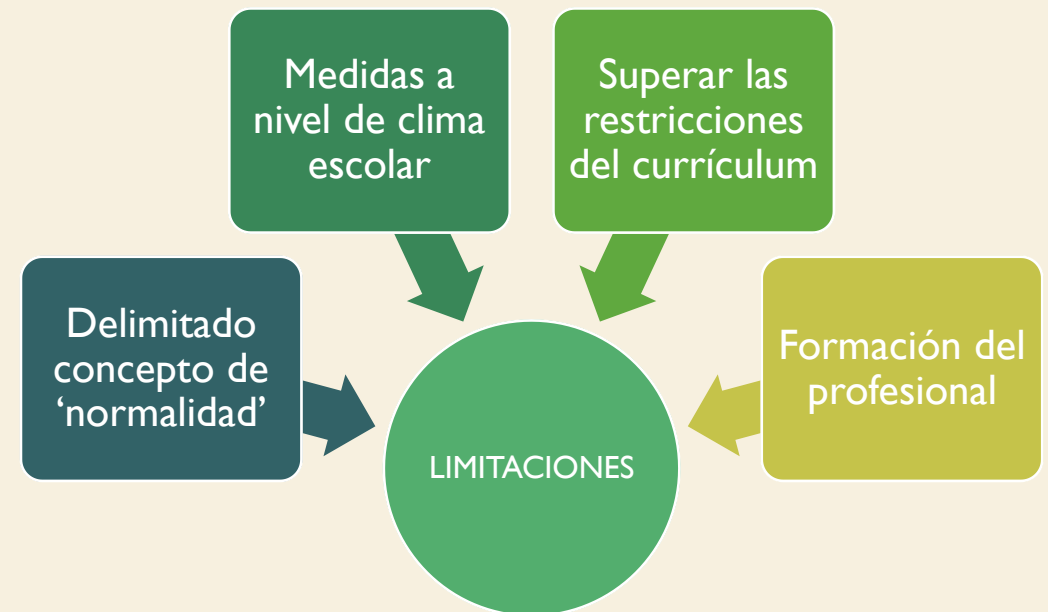 Medidas a
nivel de clima
escolar
Superar las
restricciones
del currículum
Delimitado
concepto de
‘normalidad’
Formación del
profesional
LIMITACIONES